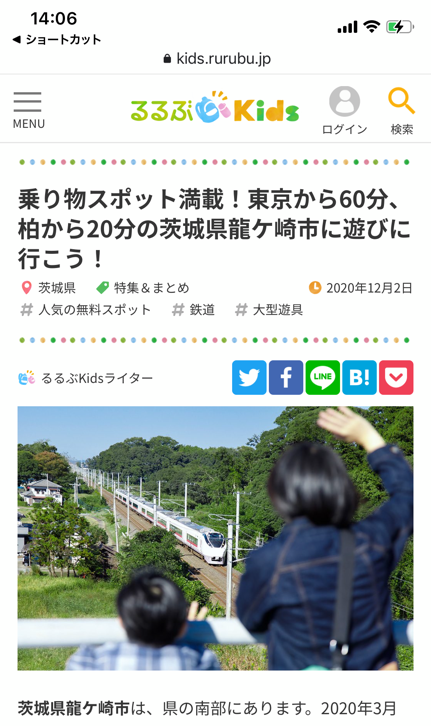 14:06
◀ ショートカット
kids.rurubu.jp
MENU
るるぶKids
ログイン
検索
乗り物スポット満載！東京から60分、
柏から20分の茨城県龍ケ崎市に遊びに
行こう！
茨城県
特集＆まとめ
2020年12月2日
# 人気の無料スポット # 鉄道 # 大型遊具
るるぶKidsライター
LINE
B!
茨城県龍ケ崎市は、県の南部にあります。2020年3月